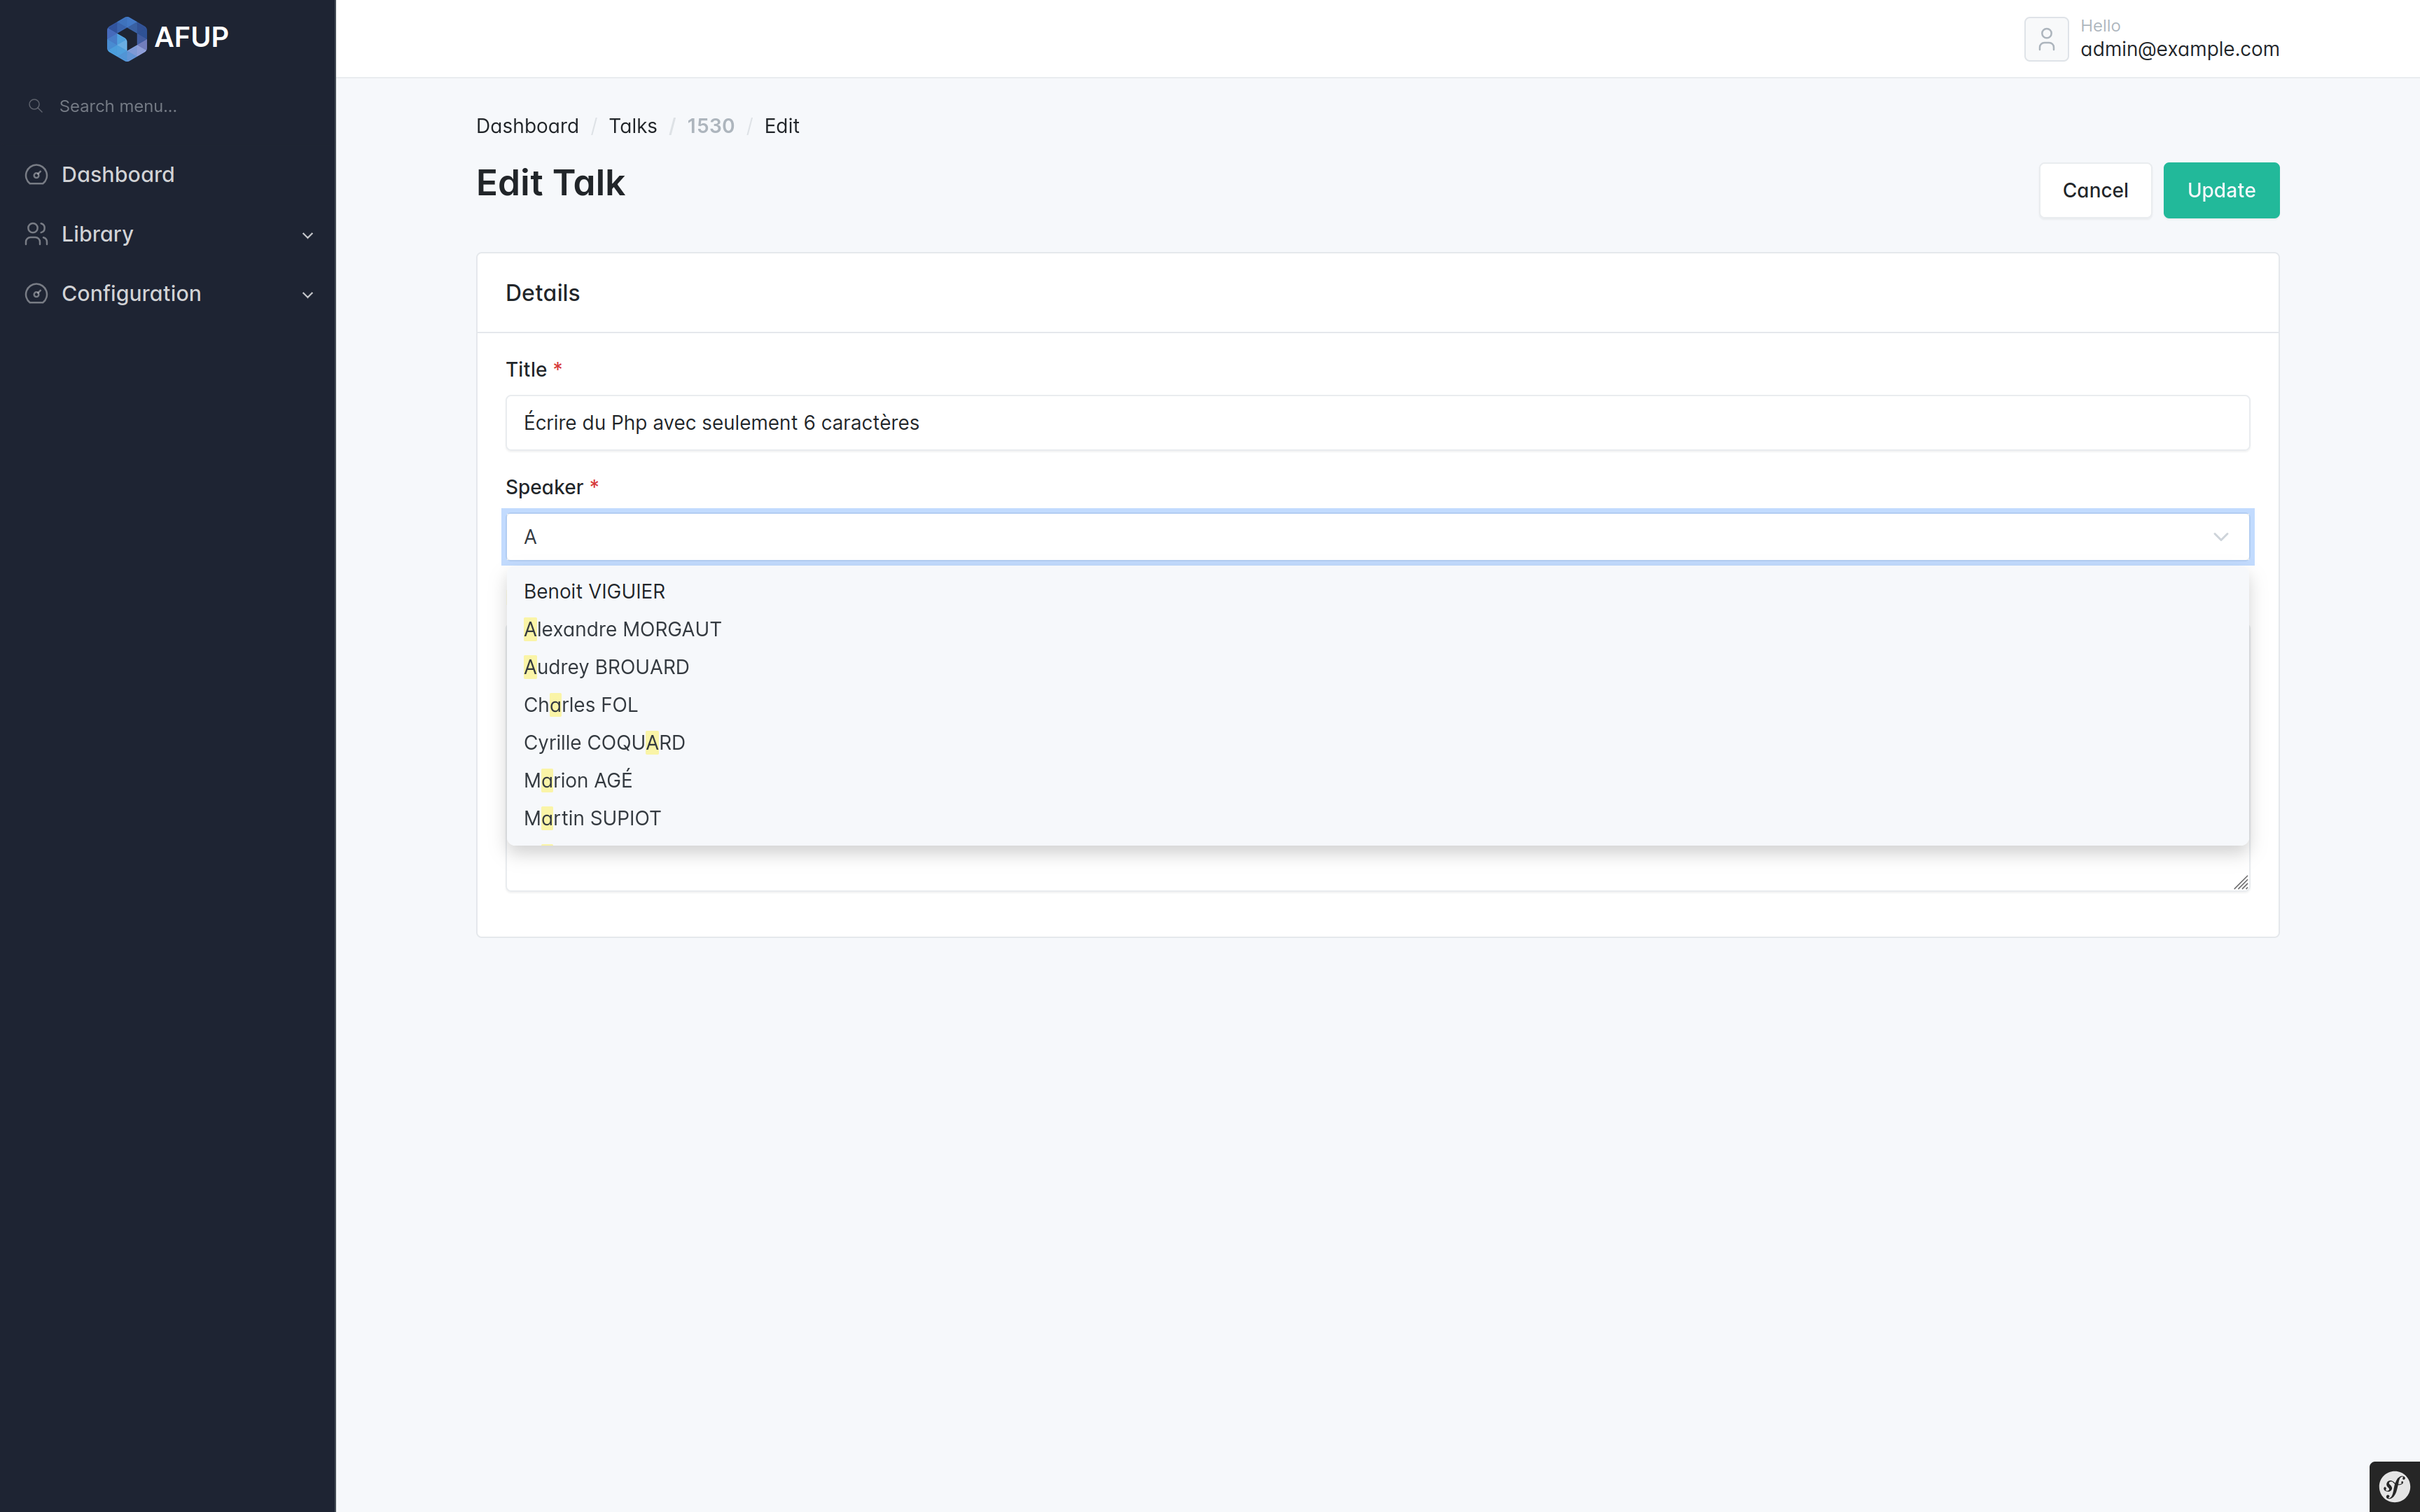 AFUP
Search menu...
Dashboard
Library
Configuration
Hello
admin@example.com
Dashboard / Talks / 1530 / Edit
Edit Talk
Cancel
Update
Details
Title *
Écrire du Php avec seulement 6 caractères
Speaker *
A
Benoit VIGUIER
Alexandre MORGAUT
Audrey BROUARD
Charles FOL
Cyrille COQUARD
Marion AGÉ
Martin SUPIOT
sf